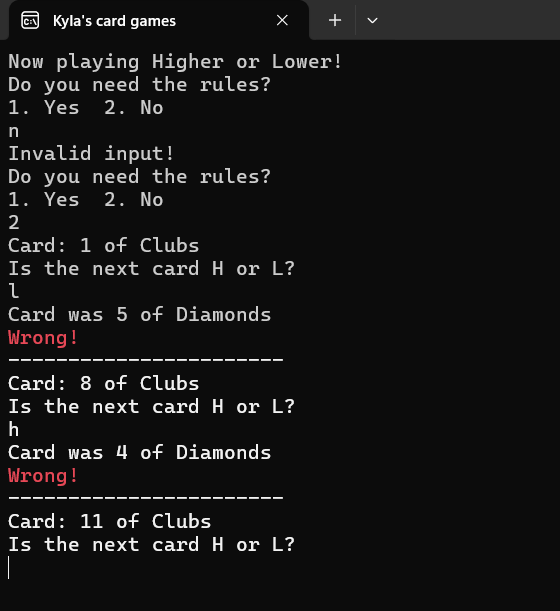 Kyla's card games
Now playing Higher or Lower!
Do you need the rules?
1. Yes  2. No
n
Invalid input!
Do you need the rules?
1. Yes  2. No
2
Card: 1 of Clubs
Is the next card H or L?
l
Card was 5 of Diamonds
Wrong!
-----------------------
Card: 8 of Clubs
Is the next card H or L?
h
Card was 4 of Diamonds
Wrong!
-----------------------
Card: 11 of Clubs
Is the next card H or L?